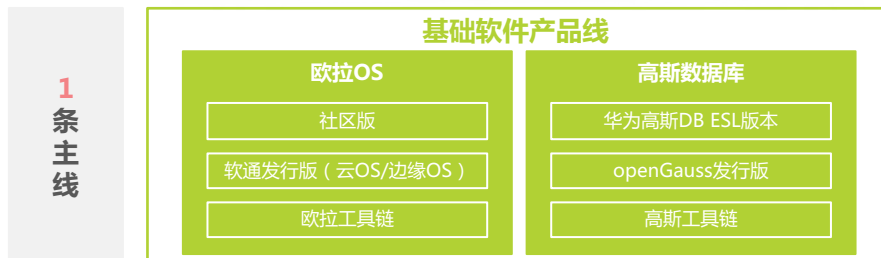 1
条
主
线
基础软件产品线
欧拉OS
社区版
软通发行版（云OS/边缘OS）
欧拉工具链
高斯数据库
华为高斯DB ESL版本
openGauss发行版
高斯工具链